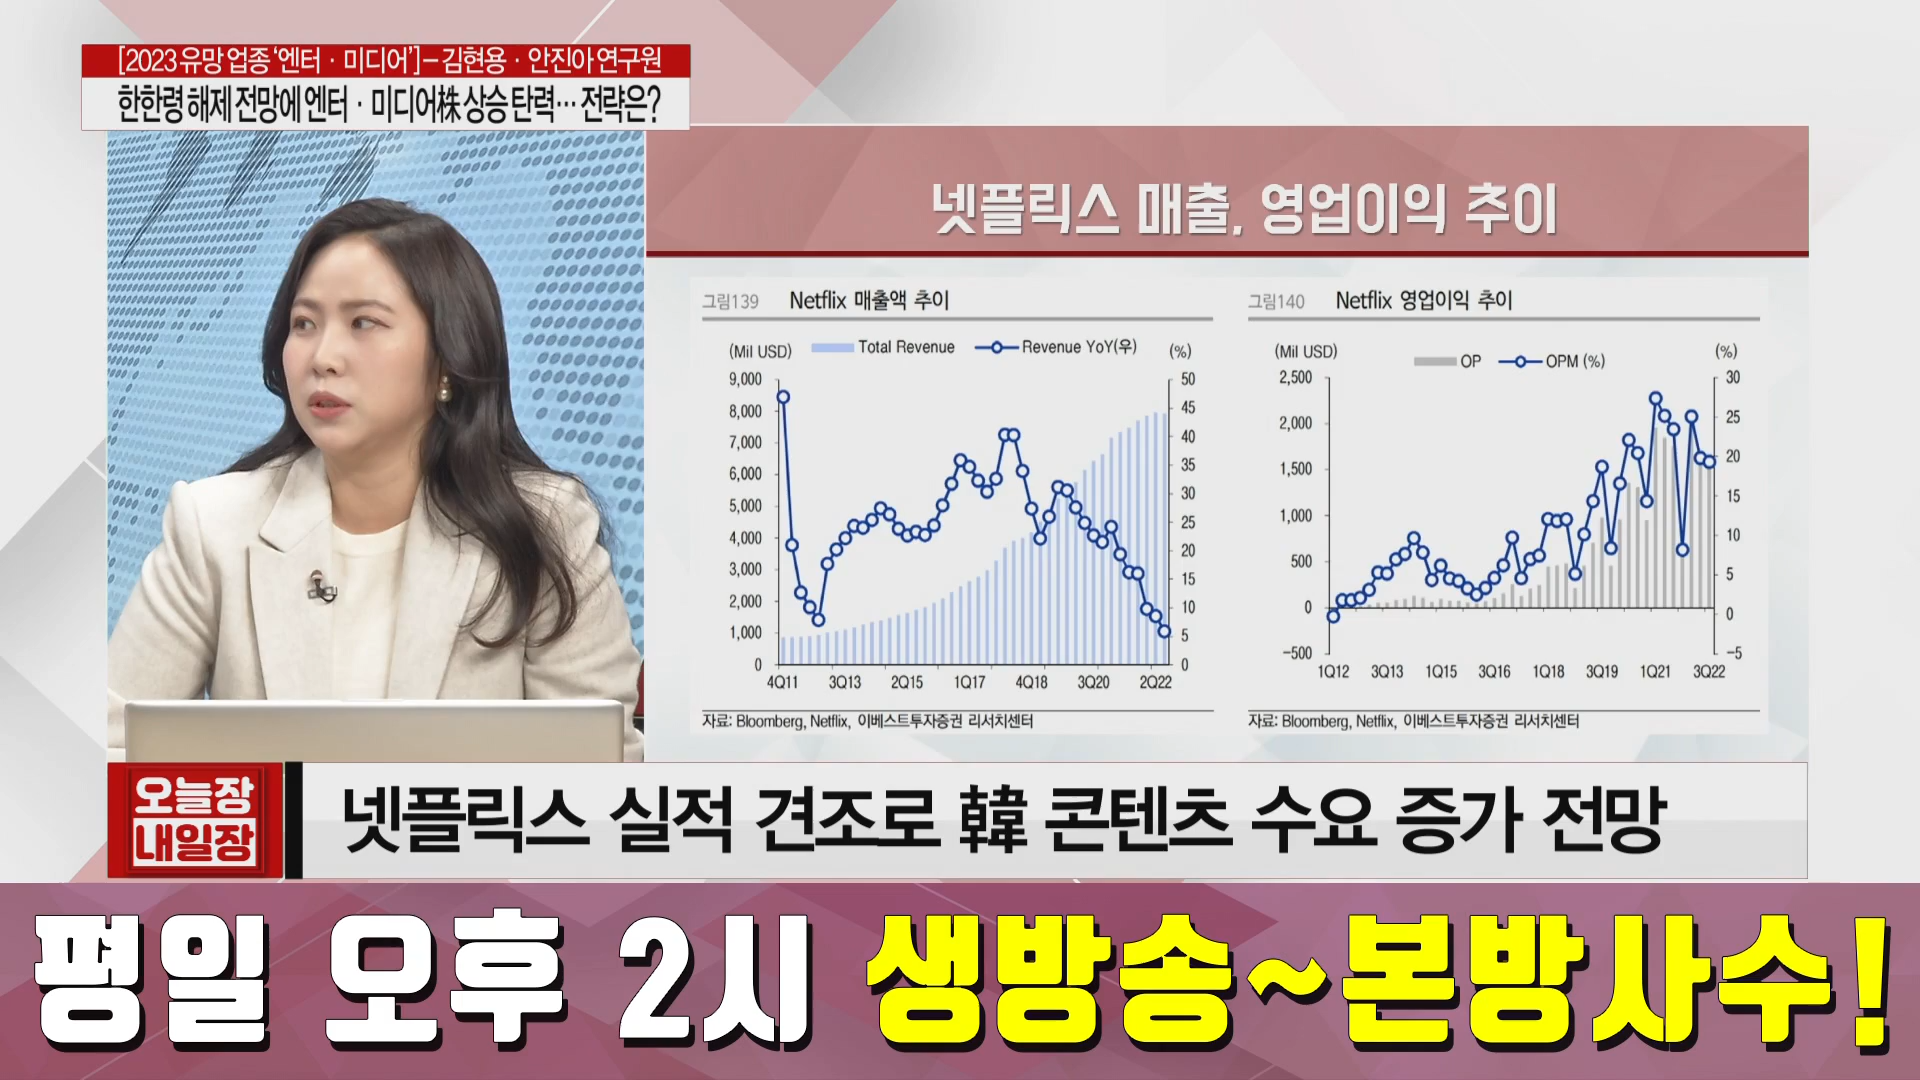 [2023 유망 업종 ‘엔터 · 미디어’] – 김현용 · 안진아 연구원
한한령 해제 전망에 엔터 · 미디어株 상승 탄력… 전략은?
넷플릭스 매출, 영업이익 추이
그림139 Netflix 매출액 추이
(Mil USD) Total Revenue Revenue YoY(우) (%)
9,000
8,000
7,000
6,000
5,000
4,000
3,000
2,000
1,000
0
50
45
40
35
30
25
20
15
10
5
0
4Q11 3Q13 2Q15 1Q17 4Q18 3Q20 2Q22
자료: Bloomberg, Netflix, 이베스트투자증권 리서치센터
그림140 Netflix 영업이익 추이
(Mil USD) OP OPM (%) (%)
2,500
2,000
1,500
1,000
500
0
-500
30
25
20
15
10
5
0
-5
1Q12 3Q13 1Q15 3Q16 1Q18 3Q19 1Q21 3Q22
자료: Bloomberg, Netflix, 이베스트투자증권 리서치센터
오늘장
내일장
넷플릭스 실적 견조로 韓 콘텐츠 수요 증가 전망
평일 오후 2시 생방송~본방사수!